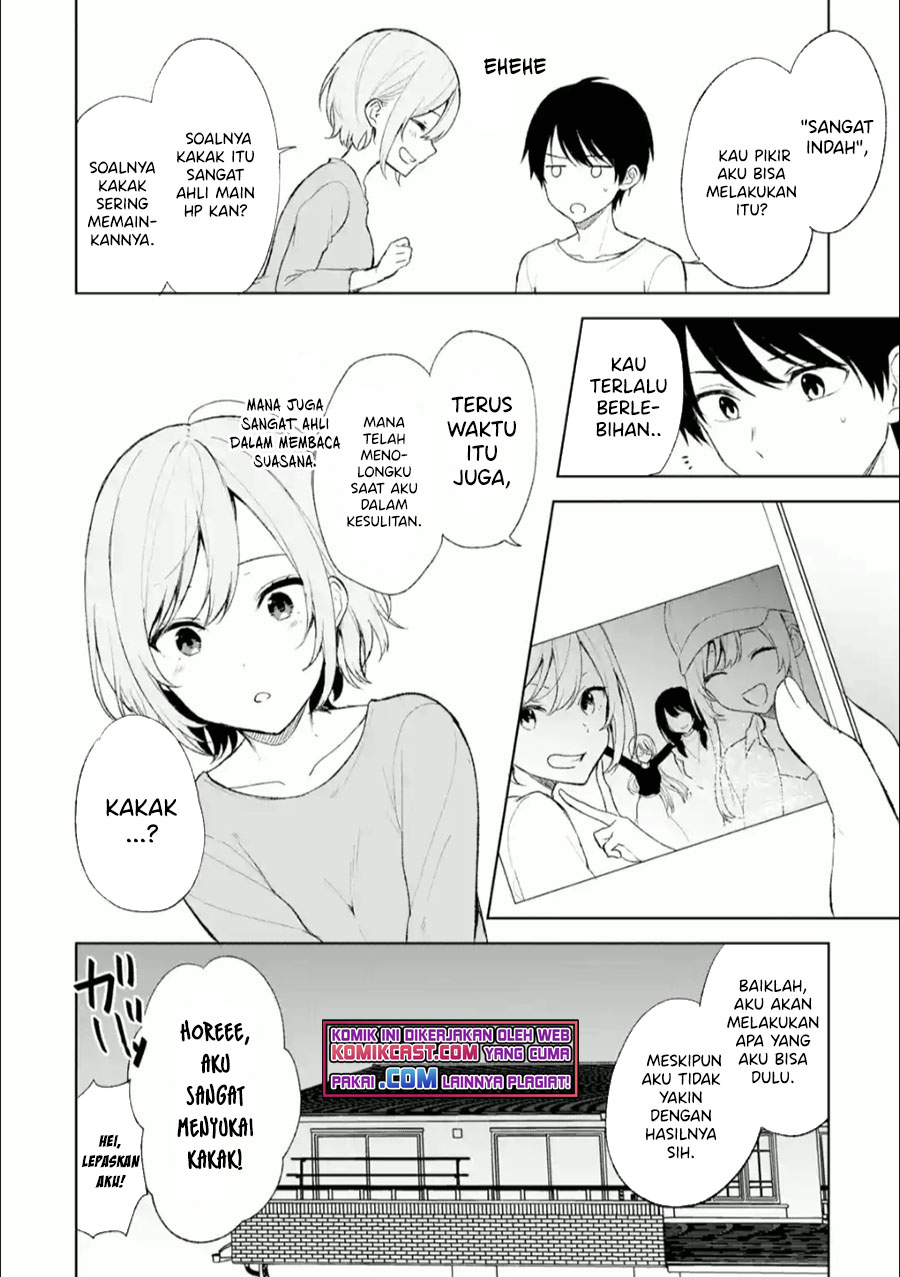 "SANGAT
INDAH",
KAU PIKIR
AKU BISA
MELAKUKAN
ITU?
EHEHE
SOALNYA
KAKAK ITU
SANGAT
AHLI MAIN
HP KAN?
SOALNYA
KAKAK
SERING
MEMAIN-
KANNYA.
KAU
TERLALU
BERLE-
BIHAN..
TERUS
WAKTU
ITU
JUGA,
MANA
TELAH
MENO-
LONGKU
SAAT AKU
DALAM
KESULITAN.
MANA JUGA
SANGAT AHLI
DALAM MEMBACA
SUASANA!
KAKAK
...?
BAIKLAH,
AKU AKAN
MELAKUKAN
APA YANG
AKU BISA
DULU.
MESKIPUN
AKU TIDAK
YAKIN
DENGAN
HASILNYA
SIH.
KOMIK INI DIKERJAKAN OLEH WEB
KOMIKCAST.COM YANG CUMA
PAKAI .COM LAINNYA PLAGIAT!
HOREEE,
AKU
SANGAT
MENYUKAI
KAKAK!
ガバッ
HEI,
LEPASKAN
AKU!